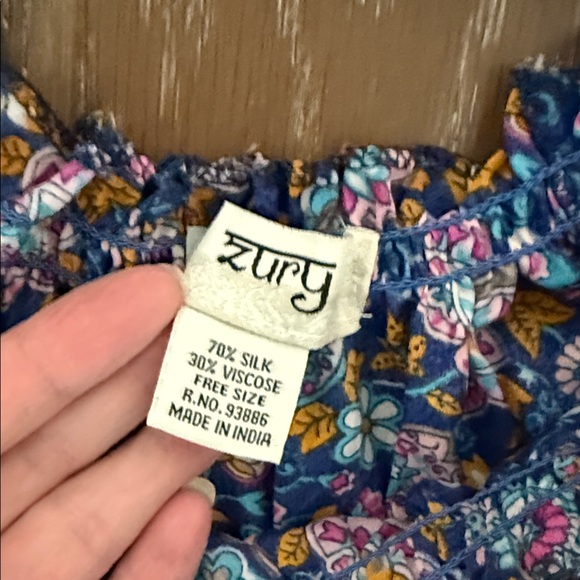 zury
70% SILK
30% VISCOSE
FREE SIZE
R.NO. 93886
MADE IN INDIA